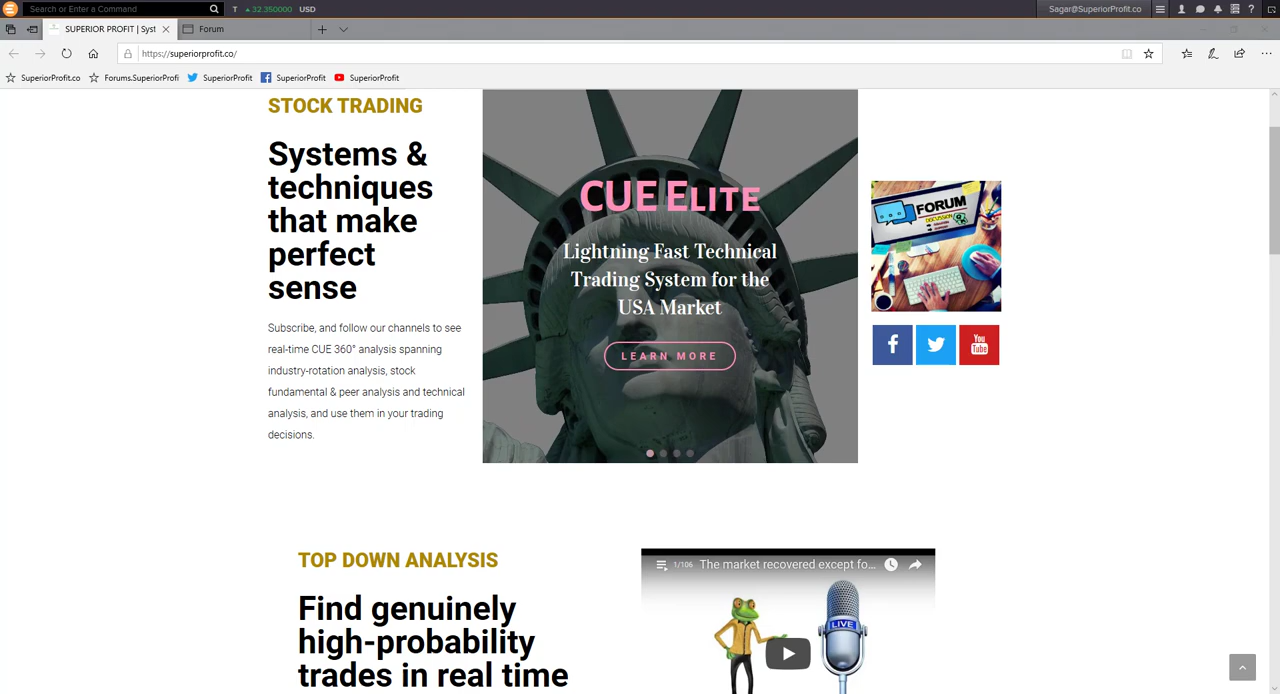 Search or Enter a Command
T ▲ 32.350000 USD
Sagar@SuperiorProfit.co
SUPERIOR PROFIT | Syst
Forum
https://superiorprofit.co/
SuperiorProfit.co
Forums.SuperiorProfi
SuperiorProfit
SuperiorProfit
SuperiorProfit
STOCK TRADING
Systems &
techniques
that make
perfect
sense
Subscribe, and follow our channels to see
real-time CUE 360° analysis spanning
industry-rotation analysis, stock
fundamental & peer analysis and technical
analysis, and use them in your trading
decisions.
CUE ELITE
Lightning Fast Technical
Trading System for the
USA Market
LEARN MORE
FORUM
You
Tube
TOP DOWN ANALYSIS
Find genuinely
high-probability
trades in real time
1/106 The market recovered except fo...
LIVE